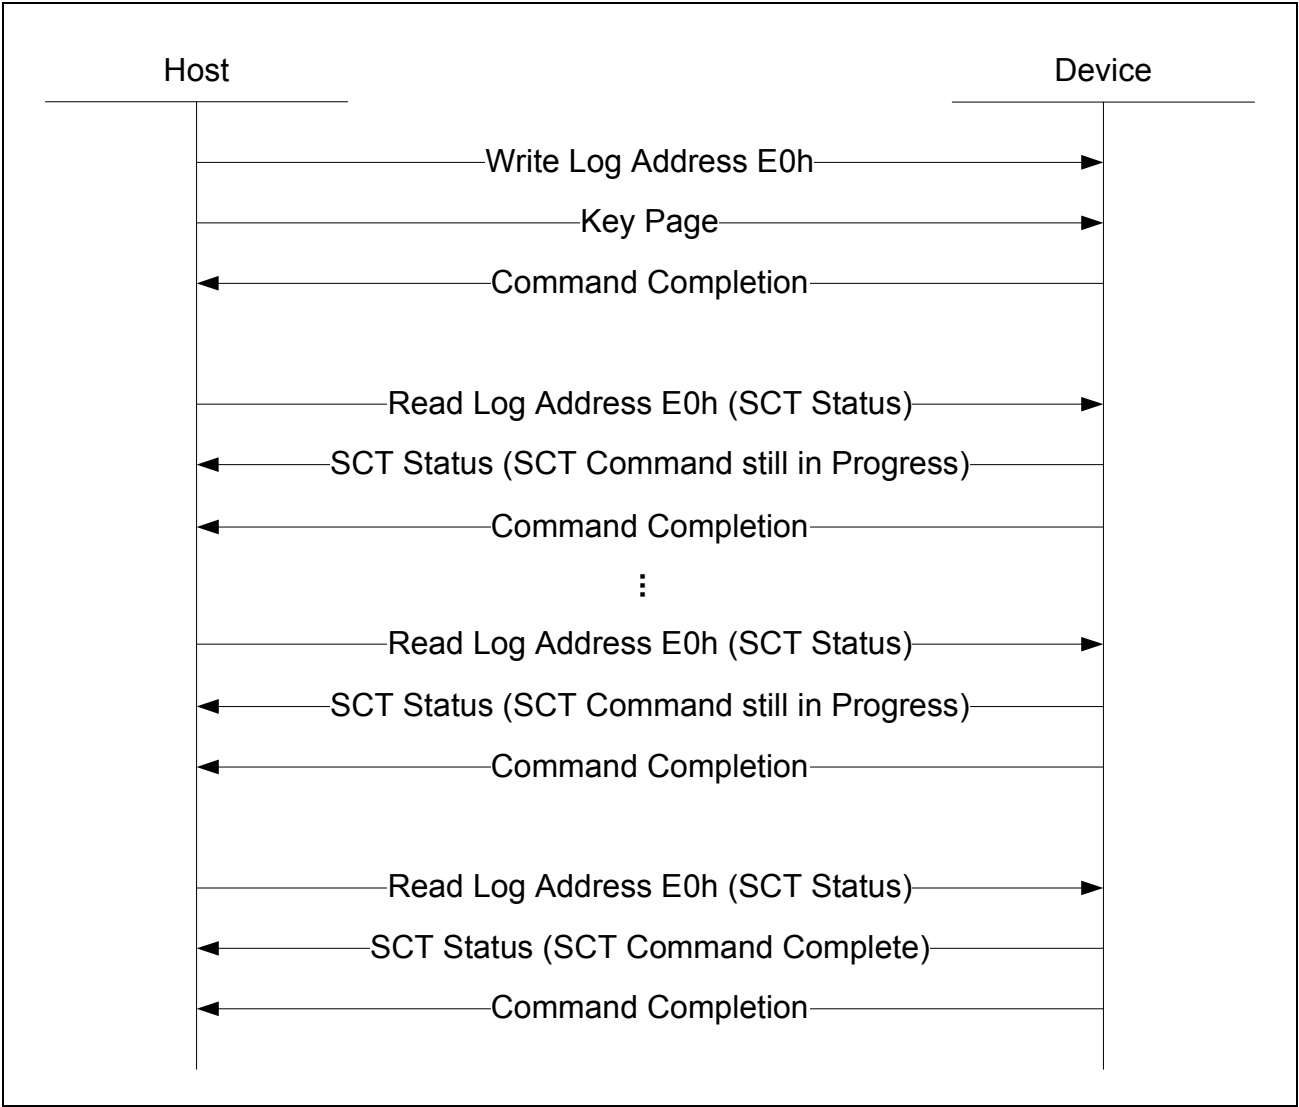 Host
Device
Write Log Address E0h
Key Page
Command Completion
Read Log Address E0h (SCT Status)
SCT Status (SCT Command still in Progress)
Command Completion
...
Read Log Address E0h (SCT Status)
SCT Status (SCT Command still in Progress)
Command Completion
Read Log Address E0h (SCT Status)
SCT Status (SCT Command Complete)
Command Completion